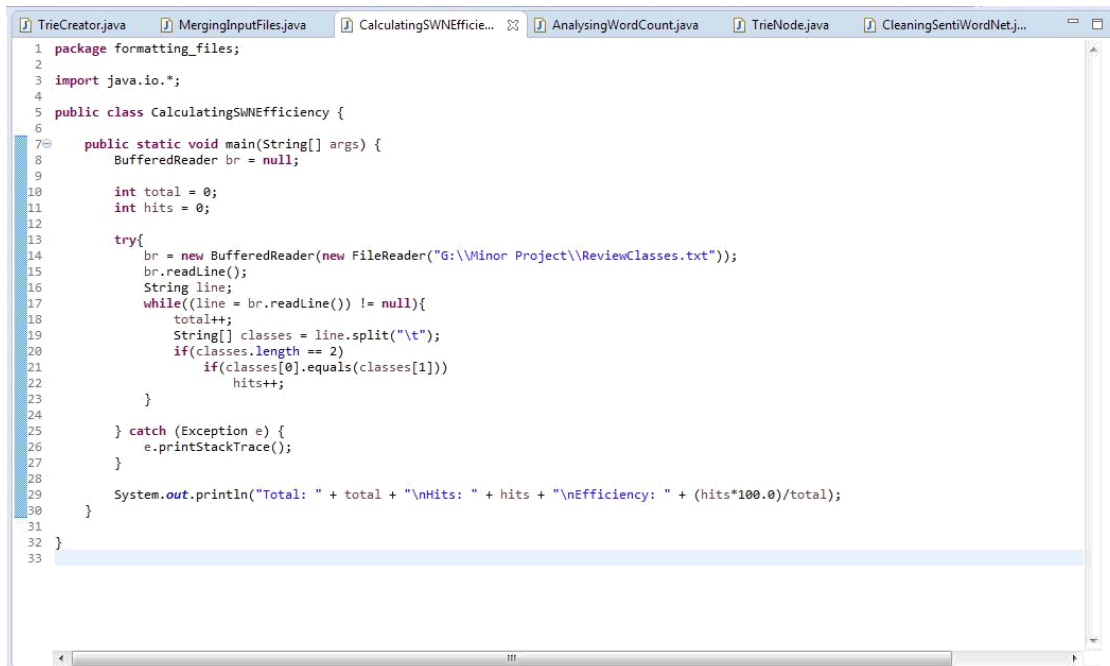 TrieCreator.java MergingInputFiles.java CalculatingSWNEfficie... AnalysingWordCount.java TrieNode.java CleaningSentiWordNet.j...
1 package formatting_files;
2
3 import java.io.*;
4
5 public class CalculatingSWNEfficiency {
6
7 public static void main(String[] args) {
8 BufferedReader br = null;
9
10 int total = 0;
11 int hits = 0;
12
13 try{
14 br = new BufferedReader(new FileReader("G:\\Minor Project\\ReviewClasses.txt"));
15 br.readLine();
16 String line;
17 while((line = br.readLine()) != null){
18 total++;
19 String[] classes = line.split("\t");
20 if(classes.length == 2)
21 if(classes[0].equals(classes[1]))
22 hits++;
23 }
24
25 } catch (Exception e) {
26 e.printStackTrace();
27 }
28
29 System.out.println("Total: " + total + "\nHits: " + hits + "\nEfficiency: " + (hits*100.0)/total);
30 }
31
32 }
33